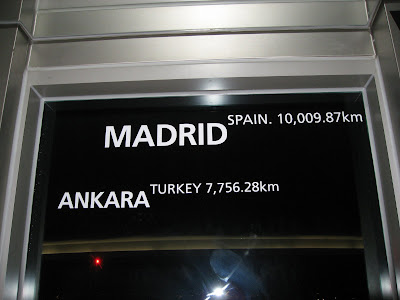 MADRID SPAIN. 10,009.87km
ANKARA TURKEY 7,756.28km